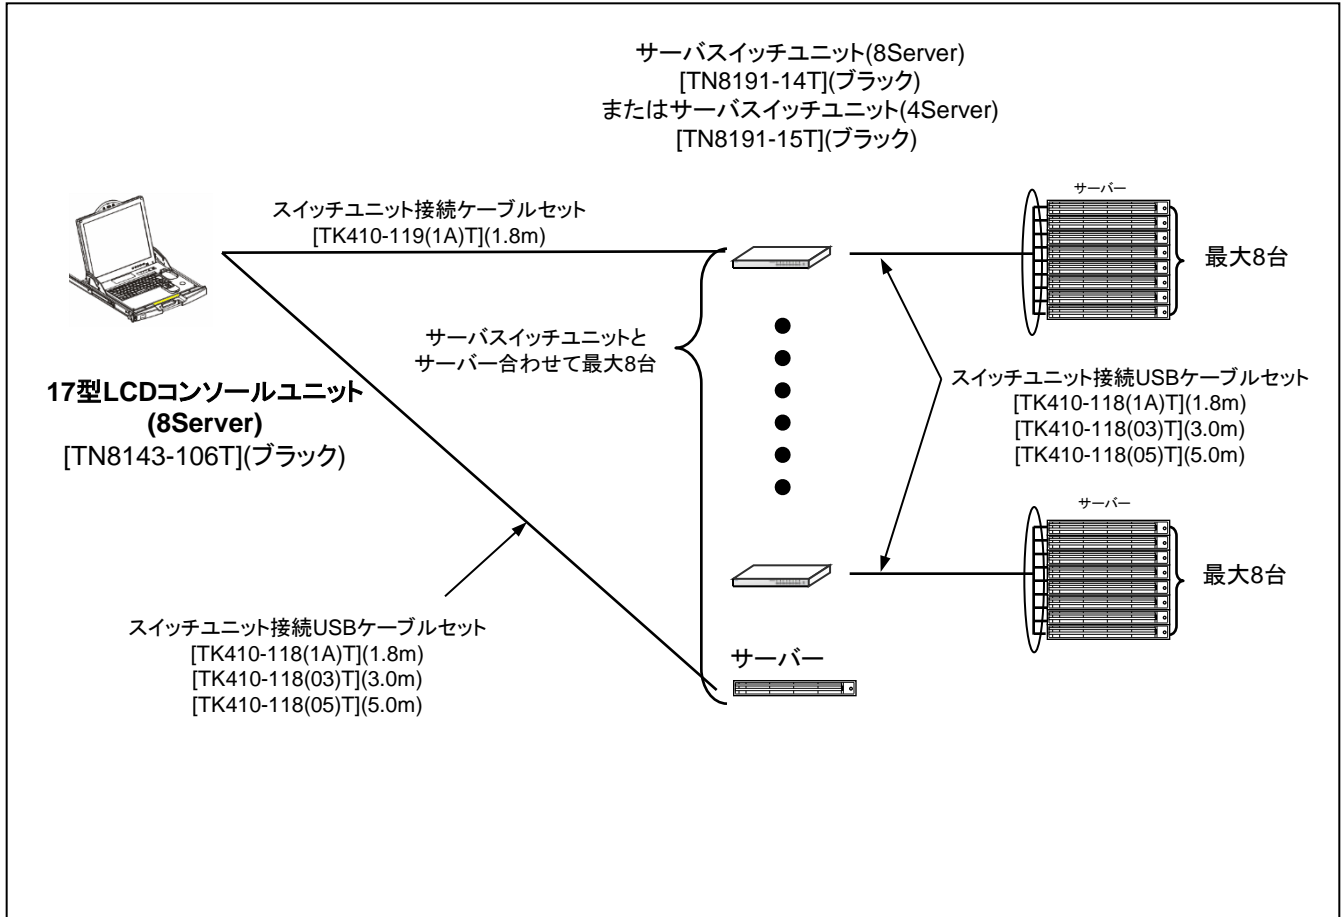 サーバスイッチユニット(8Server)
[TN8191-14T](ブラック)
またはサーバスイッチユニット(4Server)
[TN8191-15T](ブラック)
スイッチユニット接続ケーブルセット
[TK410-119(1A)T](1.8m)
サーバー
最大8台
サーバスイッチユニットと
サーバー合わせて最大8台
17型LCDコンソールユニット
(8Server)
[TN8143-106T](ブラック)
スイッチユニット接続USBケーブルセット
[TK410-118(1A)T](1.8m)
[TK410-118(03)T](3.0m)
[TK410-118(05)T](5.0m)
サーバー
最大8台
スイッチユニット接続USBケーブルセット
[TK410-118(1A)T](1.8m)
[TK410-118(03)T](3.0m)
[TK410-118(05)T](5.0m)
サーバー